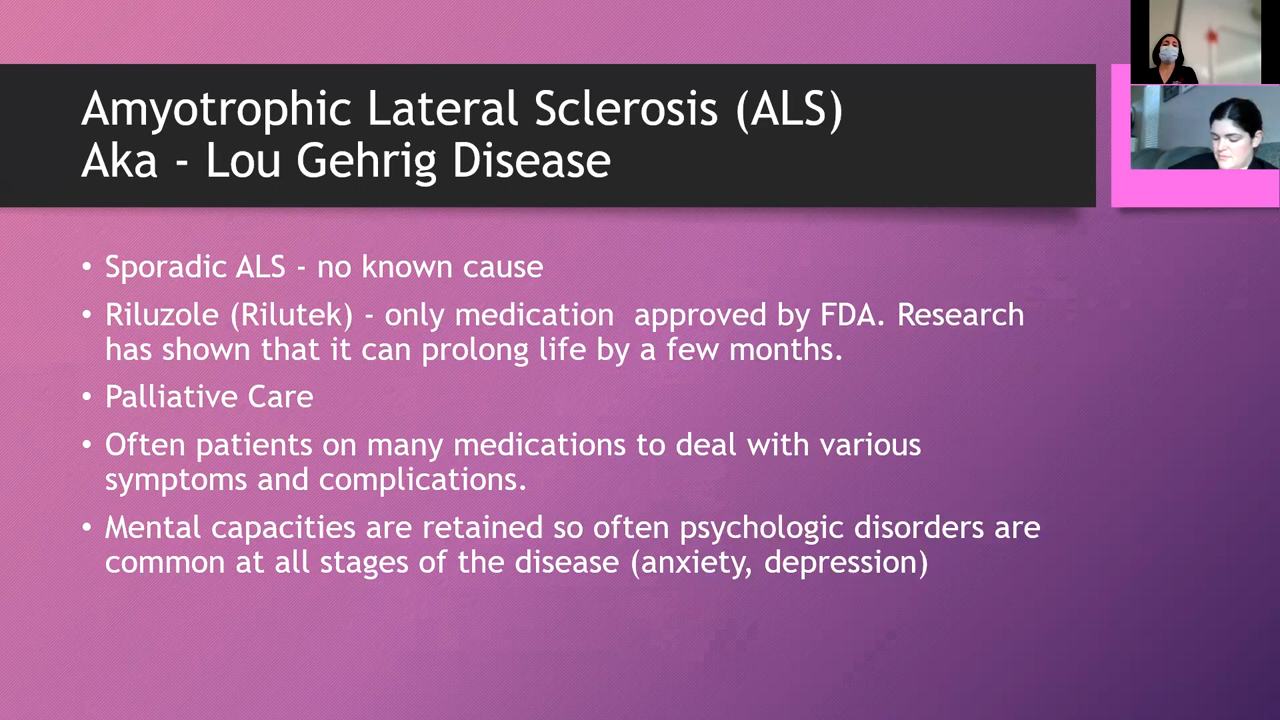 Amyotrophic Lateral Sclerosis (ALS)
Aka - Lou Gehrig Disease
• Sporadic ALS - no known cause
• Riluzole (Rilutek) - only medication  approved by FDA. Research
has shown that it can prolong life by a few months.
• Palliative Care
• Often patients on many medications to deal with various
symptoms and complications.
• Mental capacities are retained so often psychologic disorders are
common at all stages of the disease (anxiety, depression)